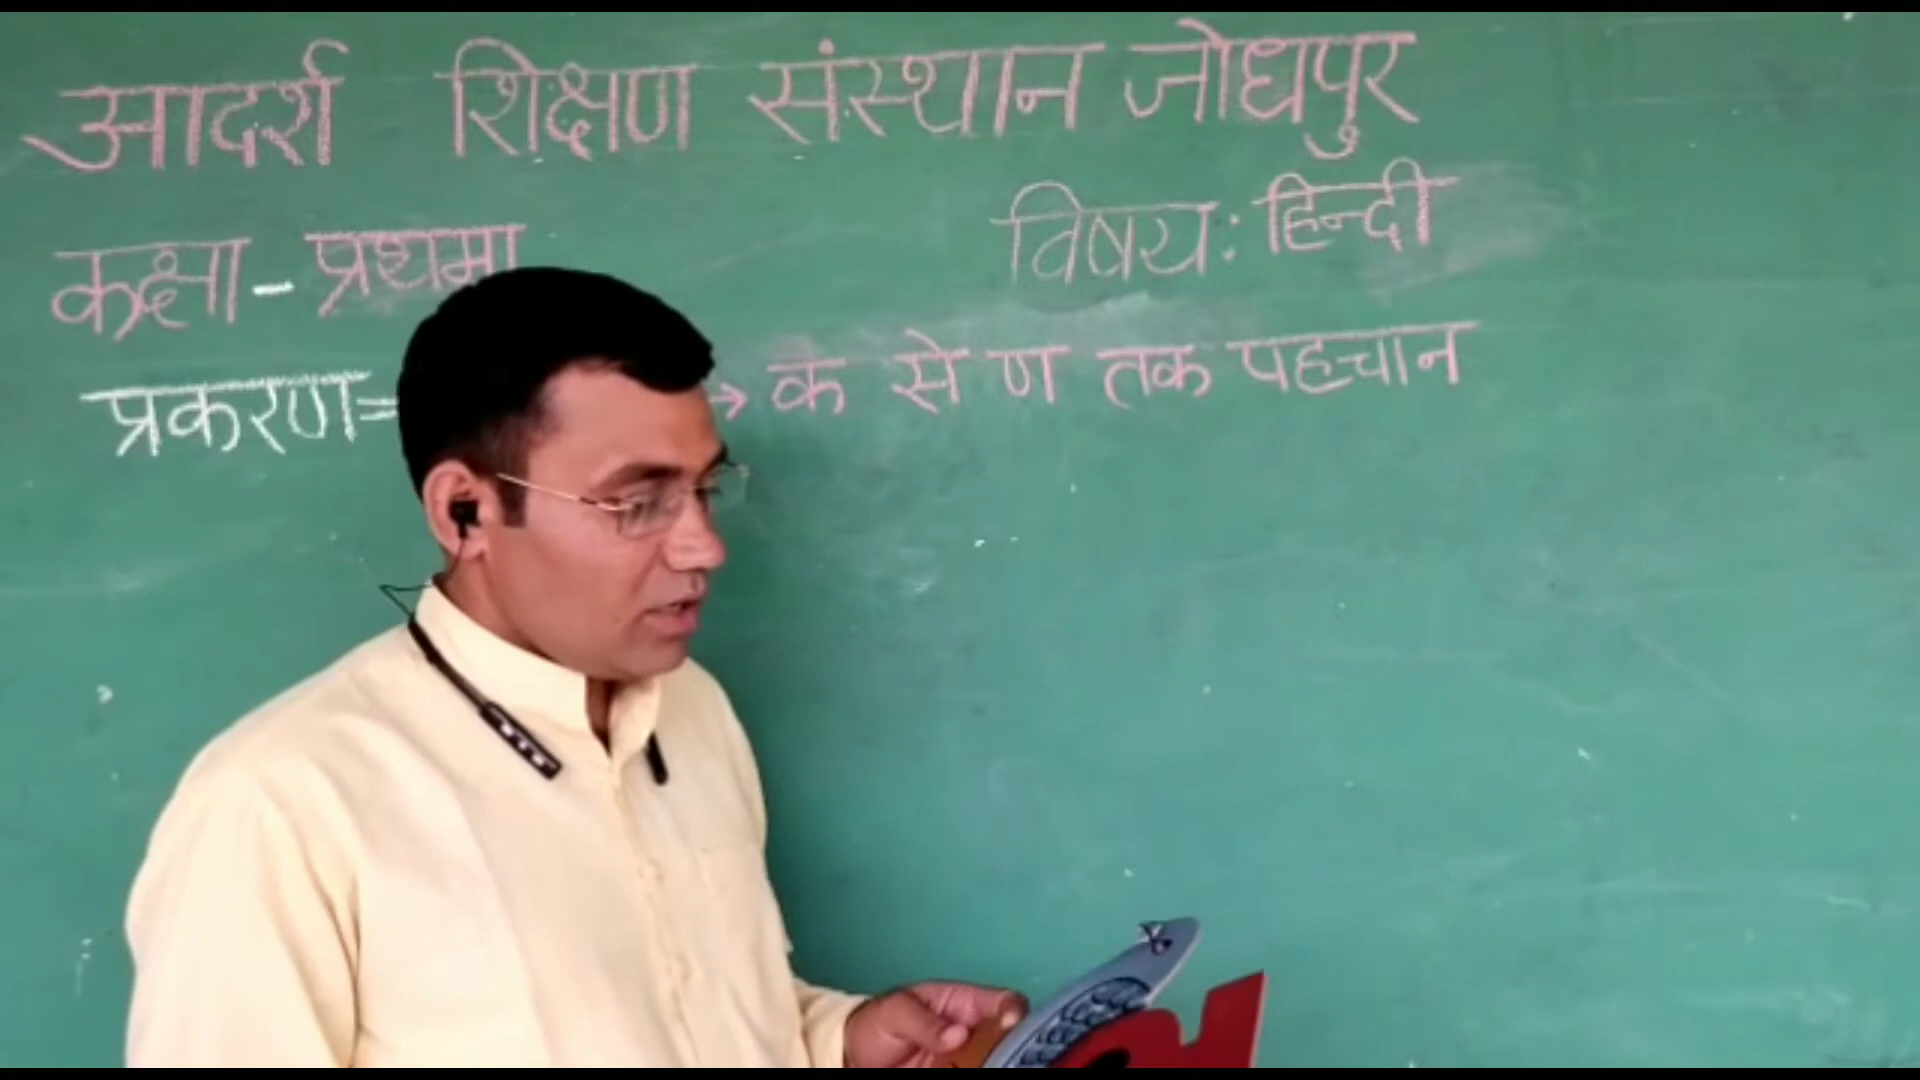 आदर्श शिक्षण संस्थान जोधपुर
कक्षा - प्रथमा
विषय: हिन्दी
प्रकरण= → क से ण तक पहचान